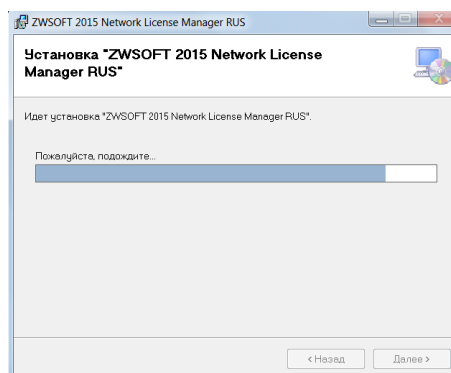 ZWSOFT 2015 Network License Manager RUS
Установка "ZWSOFT 2015 Network License
Manager RUS"
Идет установка "ZWSOFT 2015 Network License Manager RUS".
Пожалуйста, подождите...
< Назад
Далее >